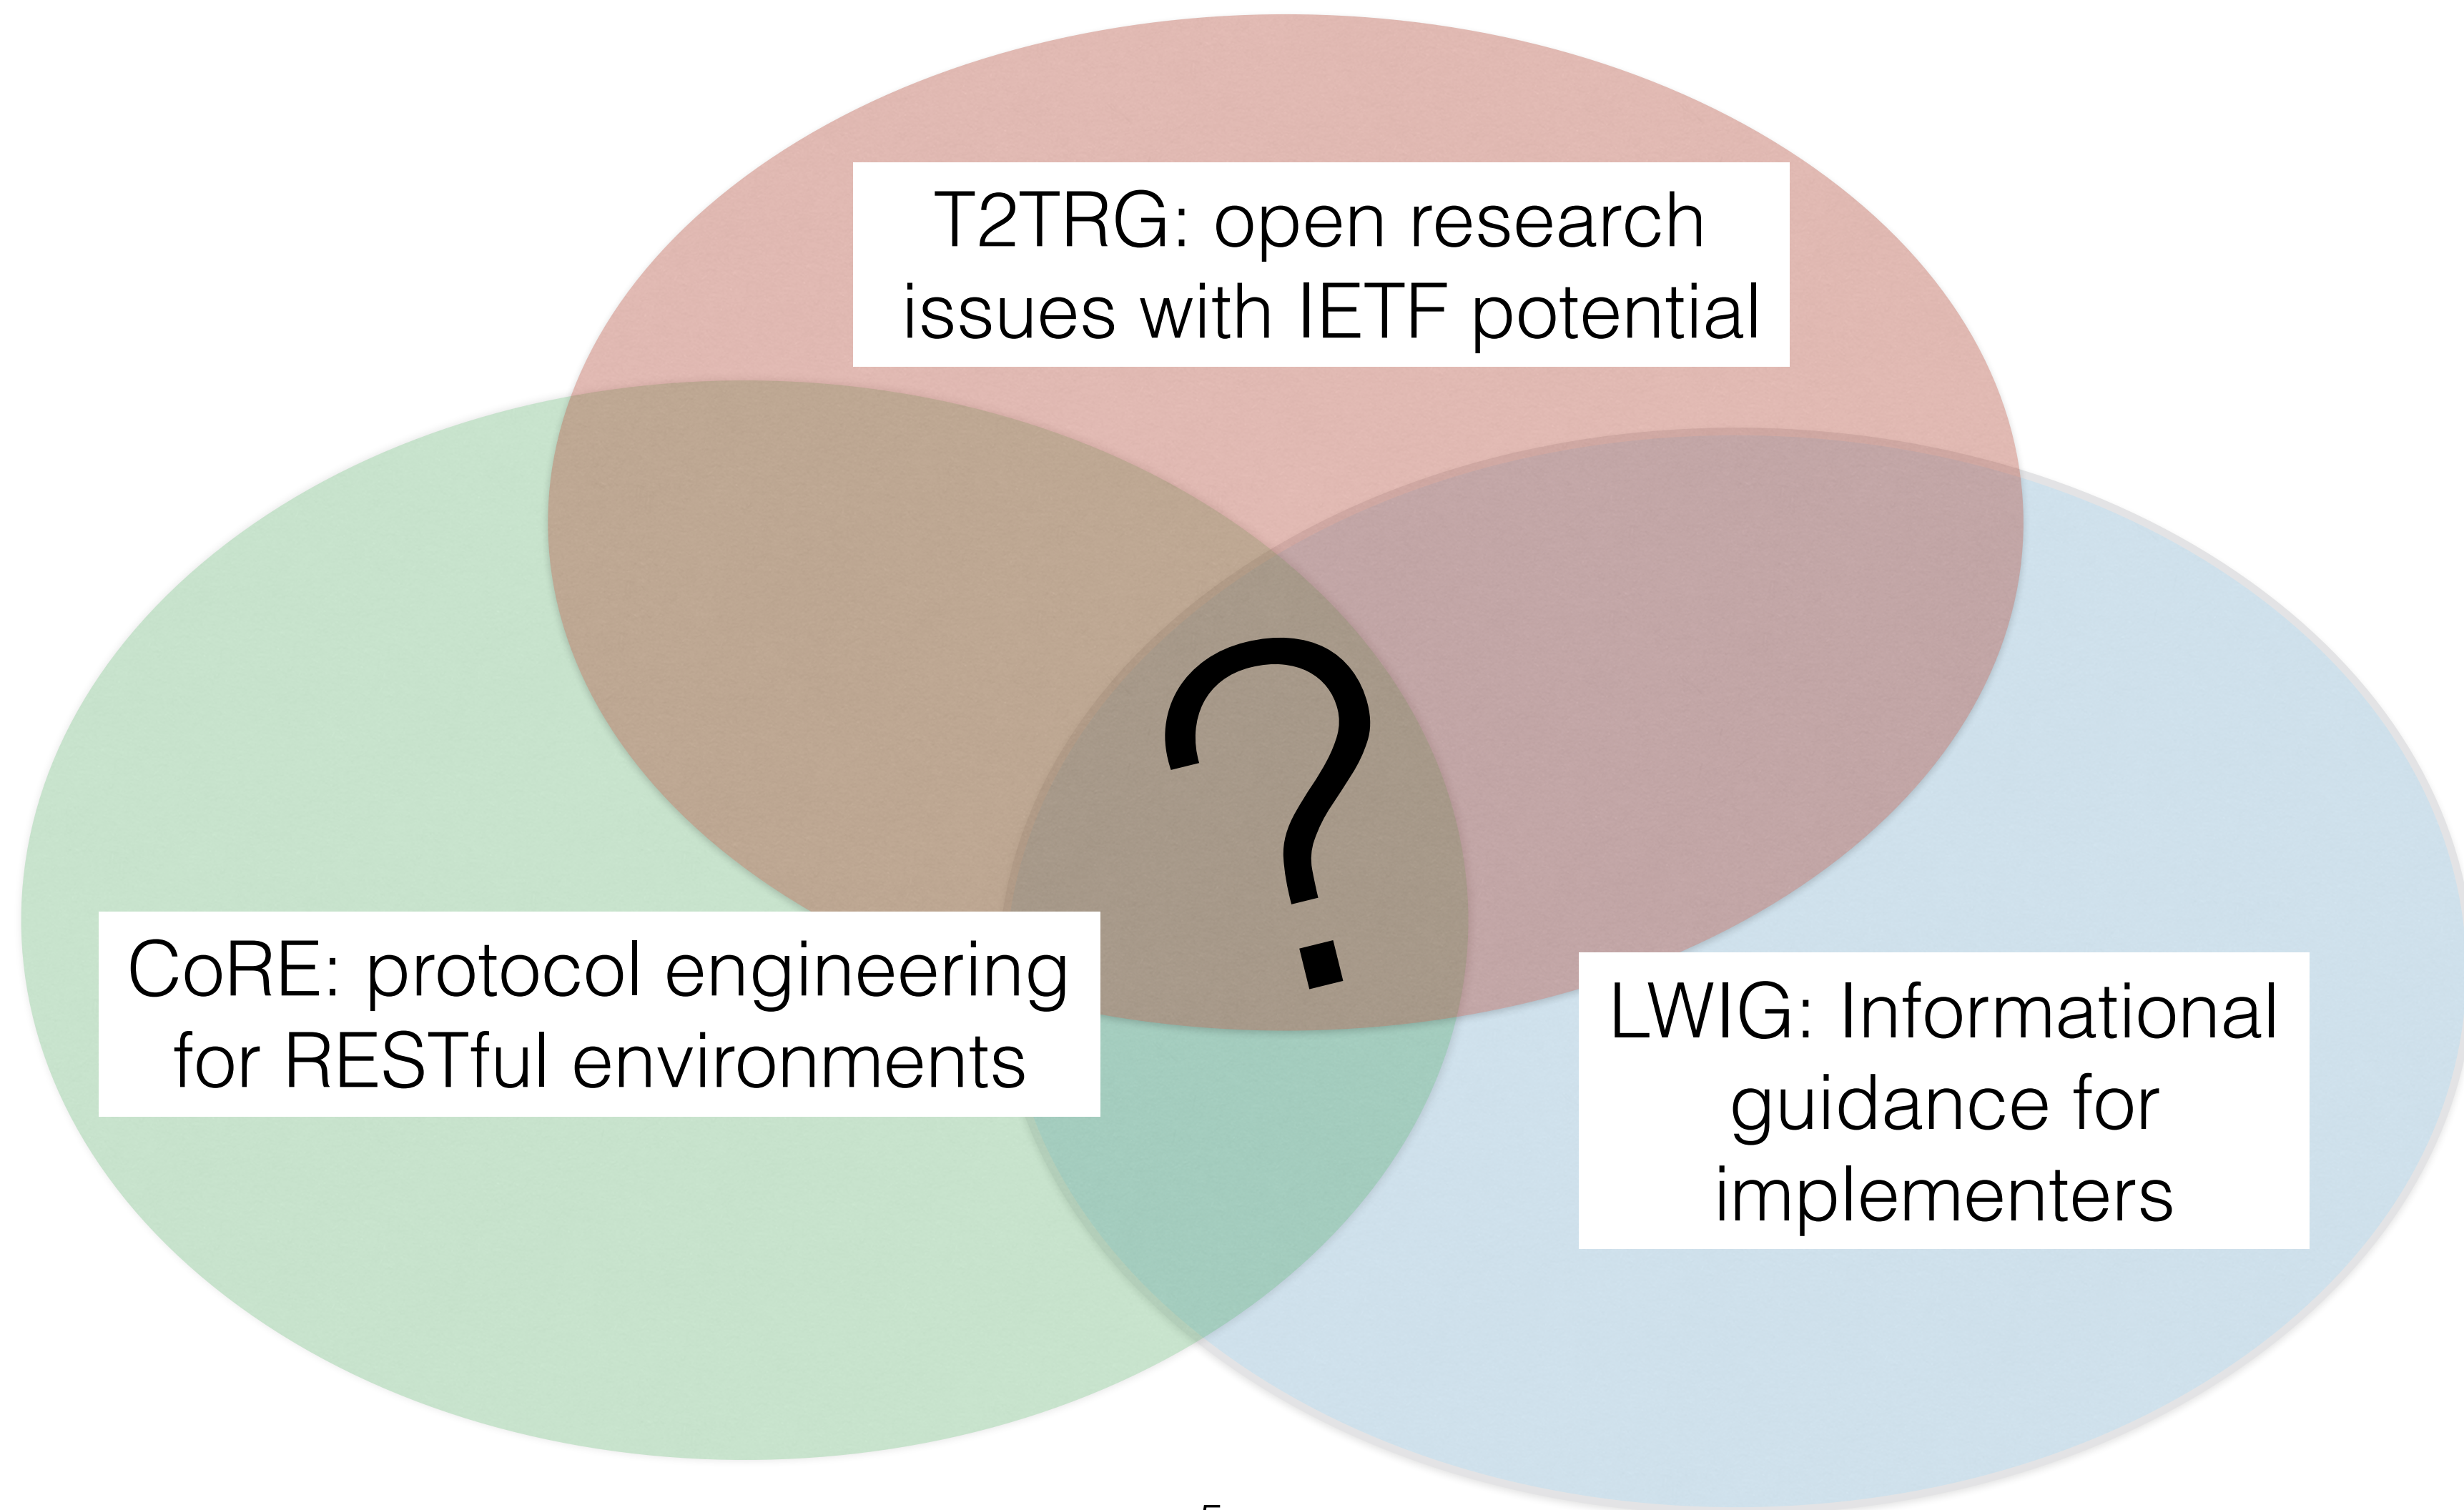 T2TRG: open research
issues with IETF potential
?
CoRE: protocol engineering
for RESTful environments
LWIG: Informational
guidance for
implementers